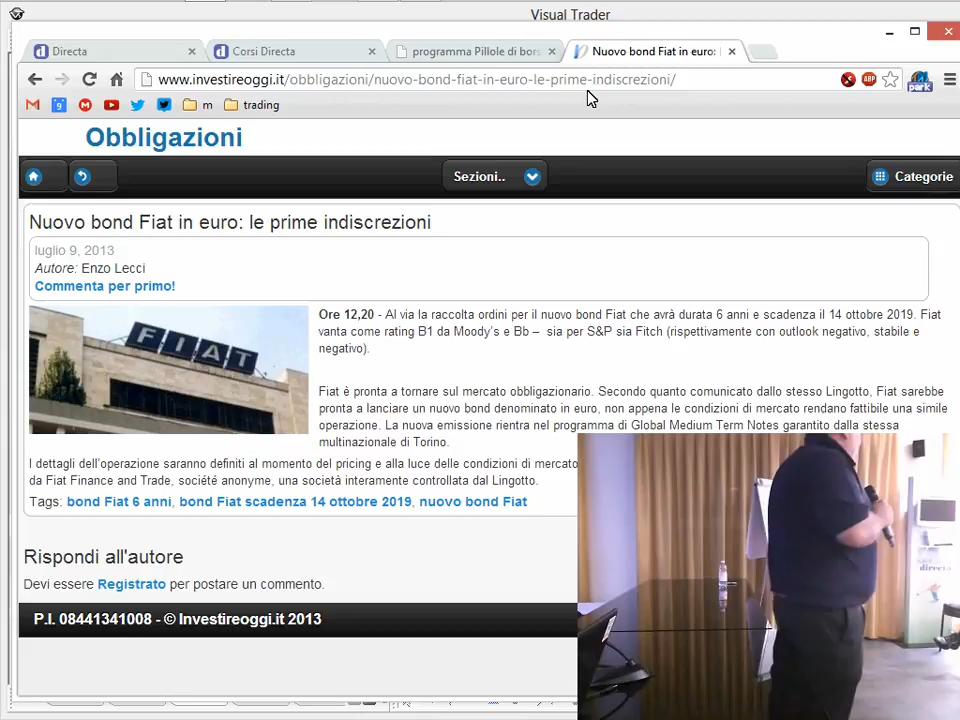 Visual Trader
Directa
Corsi Directa
programma Pillole di bors
Nuovo bond Fiat in euro:
www.investireoggi.it/obbligazioni/nuovo-bond-fiat-in-euro-le-prime-indiscrezioni/
ABP
park
g
m
trading
Obbligazioni
Sezioni..
Categorie
Nuovo bond Fiat in euro: le prime indiscrezioni
luglio 9, 2013
Autore: Enzo Lecci
Commenta per primo!
FIAT
Ore 12,20 - Al via la raccolta ordini per il nuovo bond Fiat che avrà durata 6 anni e scadenza il 14 ottobre 2019. Fiat
vanta come rating B1 da Moody's e Bb – sia per S&P sia Fitch (rispettivamente con outlook negativo, stabile e
negativo).
Fiat è pronta a tornare sul mercato obbligazionario. Secondo quanto comunicato dallo stesso Lingotto, Fiat sarebbe
pronta a lanciare un nuovo bond denominato in euro, non appena le condizioni di mercato rendano fattibile una simile
operazione. La nuova emissione rientra nel programma di Global Medium Term Notes garantito dalla stessa
multinazionale di Torino.
I dettagli dell'operazione saranno definiti al momento del pricing e alla luce delle condizioni di mercato
da Fiat Finance and Trade, société anonyme, una società interamente controllata dal Lingotto.
Tags: bond Fiat 6 anni, bond Fiat scadenza 14 ottobre 2019, nuovo bond Fiat
Rispondi all'autore
Devi essere Registrato per postare un commento.
P.I. 08441341008 - © Investireoggi.it 2013
directa